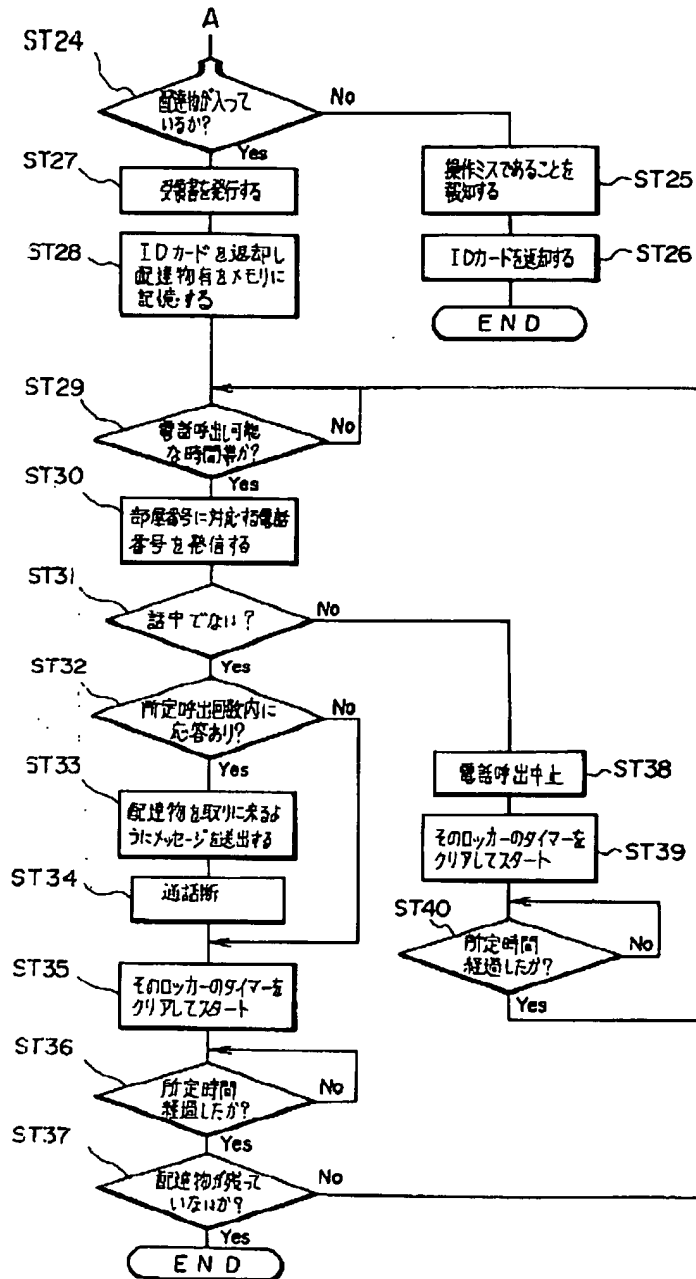 A
ST24
配達物が入って
いるか?
No
Yes
ST27
受領書を発行する
操作ミスであることを
報知する
ST25
ST28
IDカードを返却し
配達物有をメモリに
記憶する
IDカードを返却する
ST26
END
ST29
電話呼出し可能
な時間帯か?
No
Yes
ST30
部屋番号に対応する電話
番号を発信する
ST31
話中でない?
No
Yes
ST32
所定呼出回数内に
応答あり?
No
Yes
ST33
配達物を取りに来るよ
うにメッセージを送出する
電話呼出中止
ST38
ST34
通話断
そのロッカーのタイマーを
クリアしてスタート
ST39
ST40
所定時間
経過したか?
No
Yes
ST35
そのロッカーのタイマーを
クリアしてスタート
ST36
所定時間
経過したか?
No
Yes
ST37
配達物が残って
いないか?
No
Yes
END